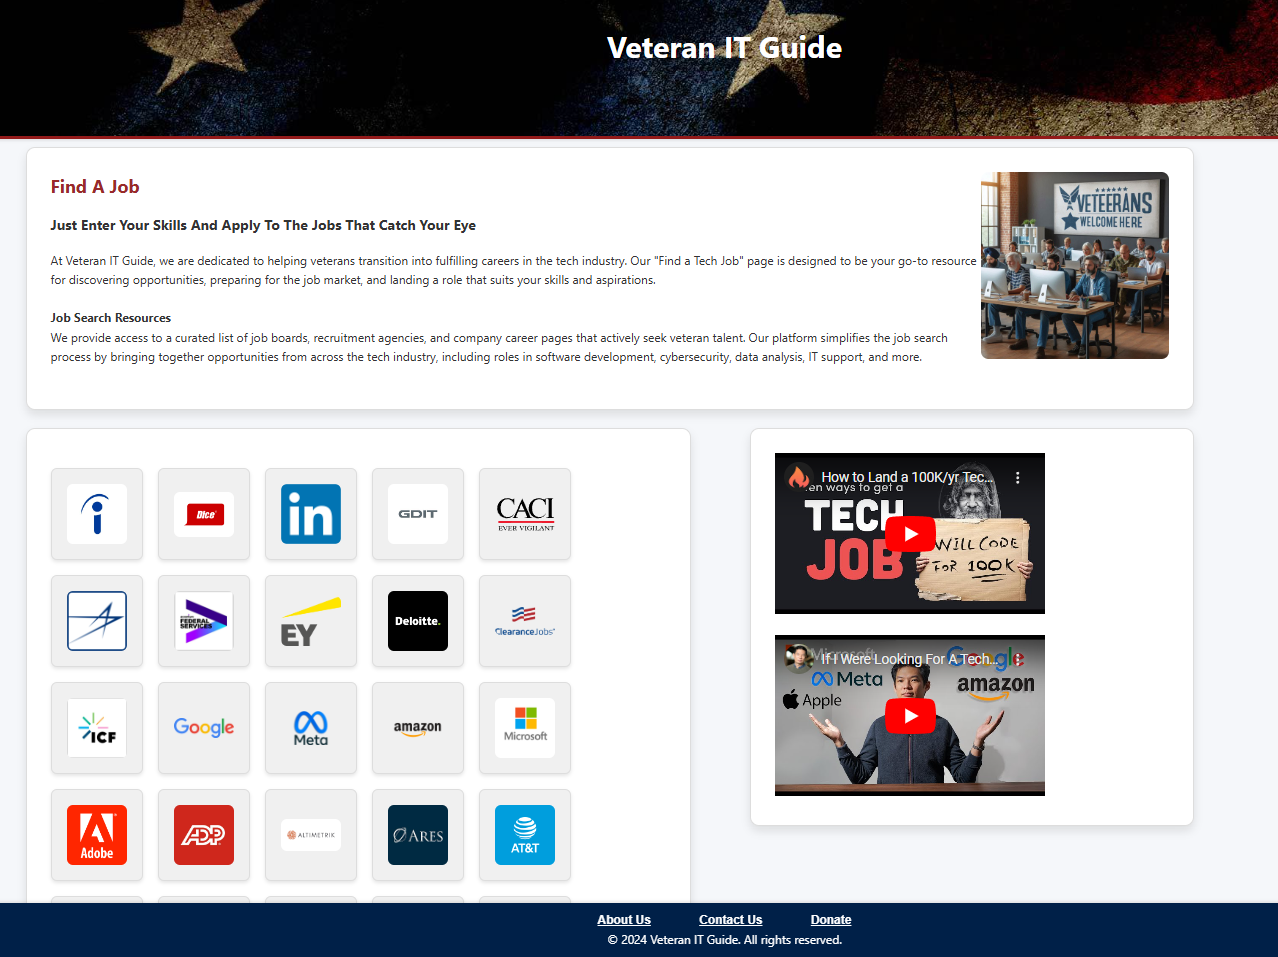 Veteran IT Guide
Find A Job
Just Enter Your Skills And Apply To The Jobs That Catch Your Eye
At Veteran IT Guide, we are dedicated to helping veterans transition into fulfilling careers in the tech industry. Our "Find a Tech Job" page is designed to be your go-to resource
for discovering opportunities, preparing for the job market, and landing a role that suits your skills and aspirations.
Job Search Resources
We provide access to a curated list of job boards, recruitment agencies, and company career pages that actively seek veteran talent. Our platform simplifies the job search
process by bringing together opportunities from across the tech industry, including roles in software development, cybersecurity, data analysis, IT support, and more.
VETEERANS
WELCOME HERE
Dice
in
GDIT
CACI
EVER VIGILANT
accenture
FEDERAL
SERVICES
EY
Deloitte.
ClearanceJobs
ICF
Google
Meta
amazon
Microsoft
Adobe
ADP
ALTIMETRIK
ARES
AT&T
How to Land a 100K/yr Tec...
ways to get a
TECH
JOB
WILL CODE
FOR 100K
If I Were Looking For A Tech...
Microsoft
Google
Meta
amazon
Apple
About Us
Contact Us
Donate
© 2024 Veteran IT Guide. All rights reserved.